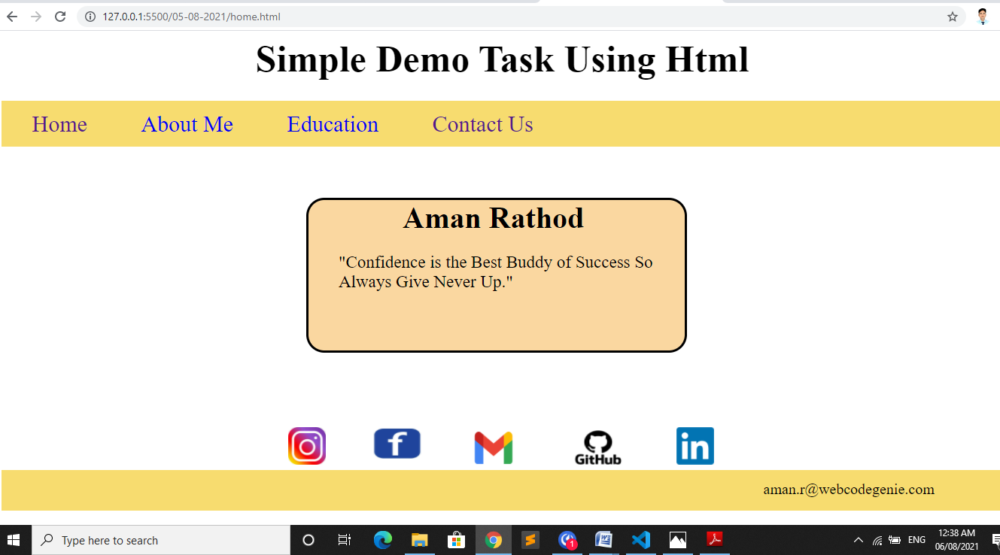 127.0.0.1:5500/05-08-2021/home.html
Simple Demo Task Using Html
Home About Me Education Contact Us
Aman Rathod
"Confidence is the Best Buddy of Success So
Always Give Never Up."
f
GitHub
in
aman.r@webcodegenie.com
Type here to search
1
ENG
12:38 AM
06/08/2021